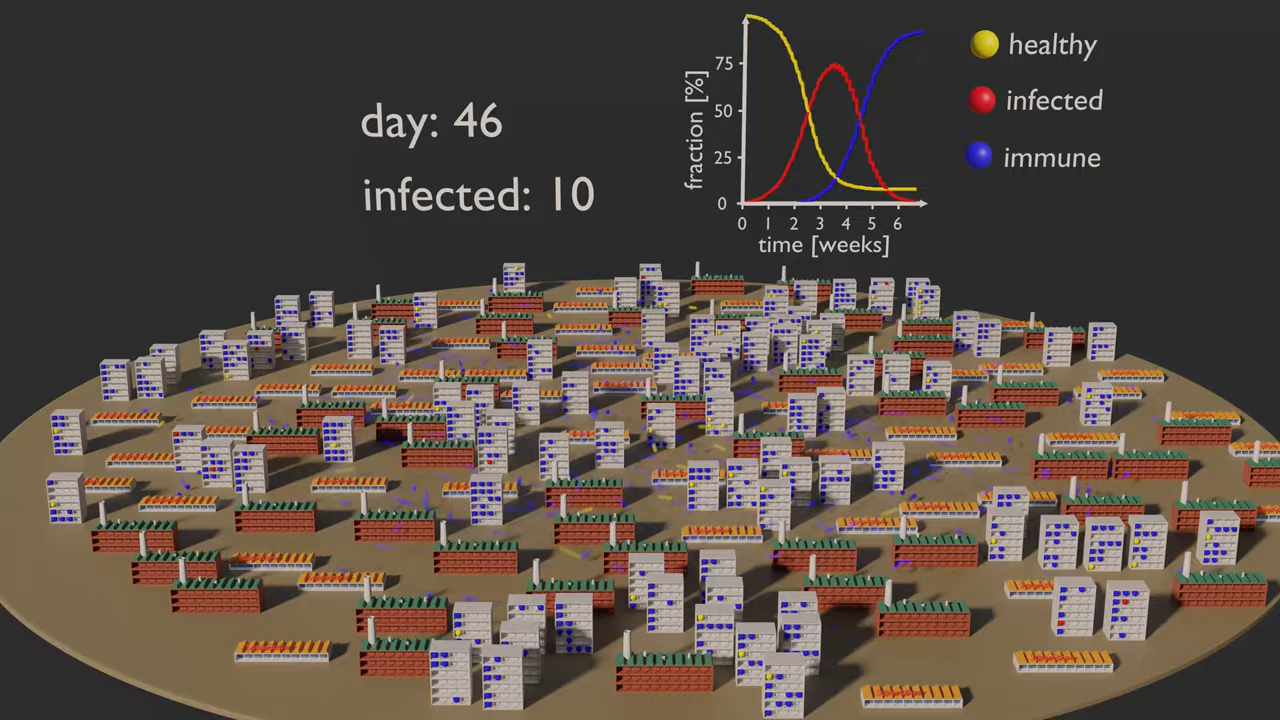 day: 46
infected: 10
fraction [%]
75
50
25
0
0 1 2 3 4 5 6
time [weeks]
healthy
infected
immune